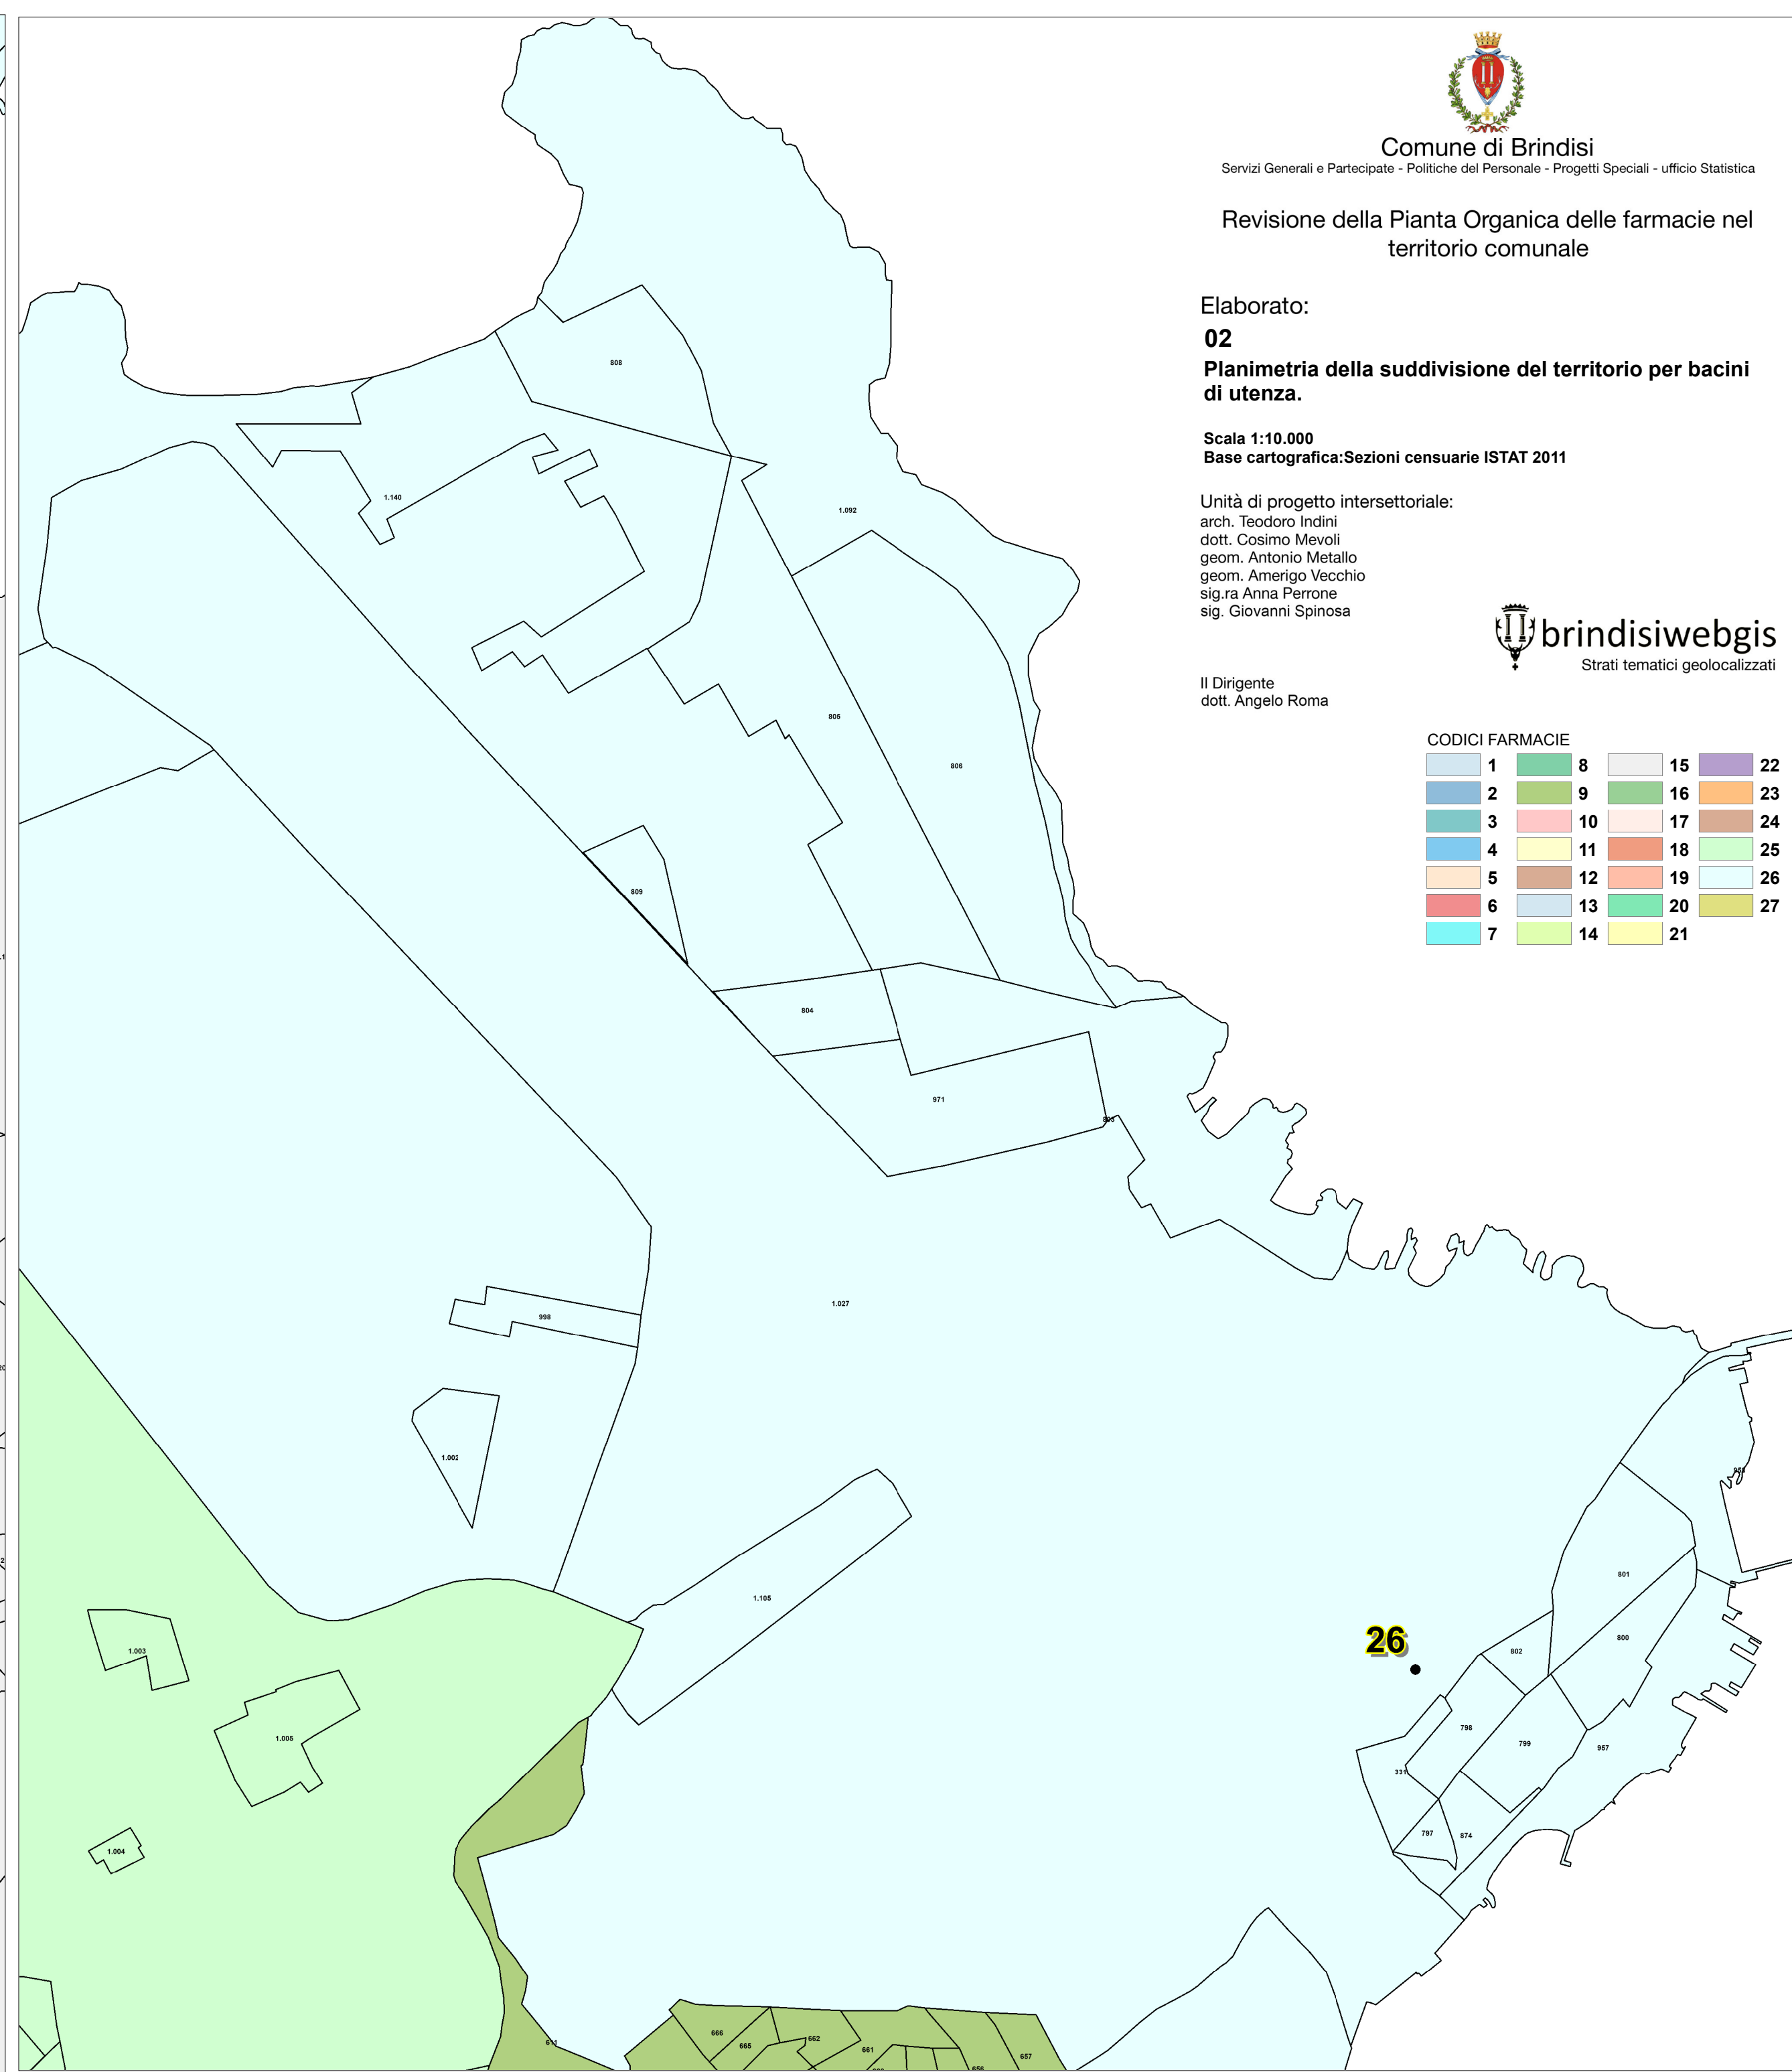 Comune di Brindisi
Servizi Generali e Partecipate - Politiche del Personale - Progetti Speciali - ufficio Statistica
Revisione della Pianta Organica delle farmacie nel
territorio comunale
Elaborato:
02
Planimetria della suddivisione del territorio per bacini
di utenza.
Scala 1:10.000
Base cartografica:Sezioni censuarie ISTAT 2011
Unità di progetto intersettoriale:
arch. Teodoro Indini
dott. Cosimo Mevoli
geom. Antonio Metallo
geom. Amerigo Vecchio
sig.ra Anna Perrone
sig. Giovanni Spinosa
brindisiwebgis
Strati tematici geolocalizzati
Il Dirigente
dott. Angelo Roma
CODICI FARMACIE
1 8 15 22
2 9 16 23
3 10 17 24
4 11 18 25
5 12 19 26
6 13 20 27
7 14 21
808
1.140
1.092
805
806
809
804
971
803
998
1.027
1.002
1.105
801
26
802
800
1.003
798
799
957
1.005
331
797
874
1.004
666
665
662
661
657
611